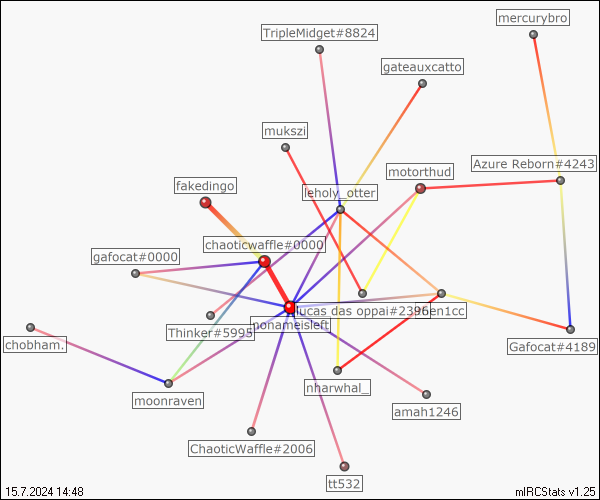 mercurybro
TripleMidget#8824
gateauxcatto
mukszi
motorthud
Azure Reborn#4243
fakedingo
leholy_otter
chaoticwaffle#0000
gafocat#0000
lucas das oppai#2396
en1cc
nonameisleft
Thinker#5995
chobham.
Gafocat#4189
nharwhal_
moonraven
amah1246
ChaoticWaffle#2006
tt532
15.7.2024 14:48
mIRCStats v1.25